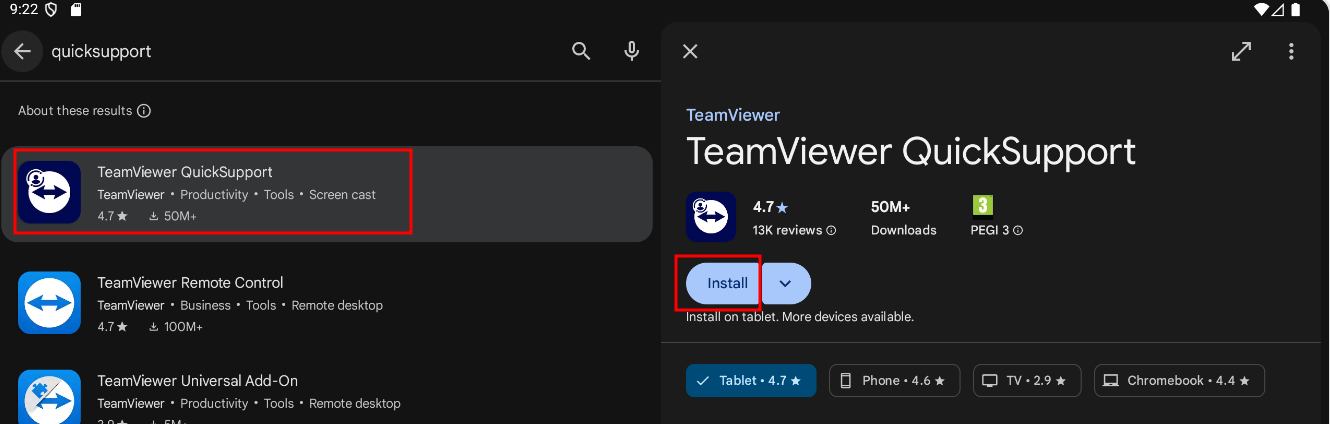 9:22
quicksupport
About these results
TeamViewer QuickSupport
TeamViewer • Productivity • Tools • Screen cast
4.7★ 50M+
TeamViewer Remote Control
TeamViewer • Business • Tools • Remote desktop
4.7★ 100M+
TeamViewer Universal Add-On
TeamViewer • Productivity • Tools • Remote desktop
TeamViewer
TeamViewer QuickSupport
4.7★ 50M+ 3
13K reviews Downloads PEGI 3
Install
Install on tablet. More devices available.
Tablet • 4.7 ★ Phone • 4.6 ★ TV • 2.9 ★ Chromebook • 4.4 ★